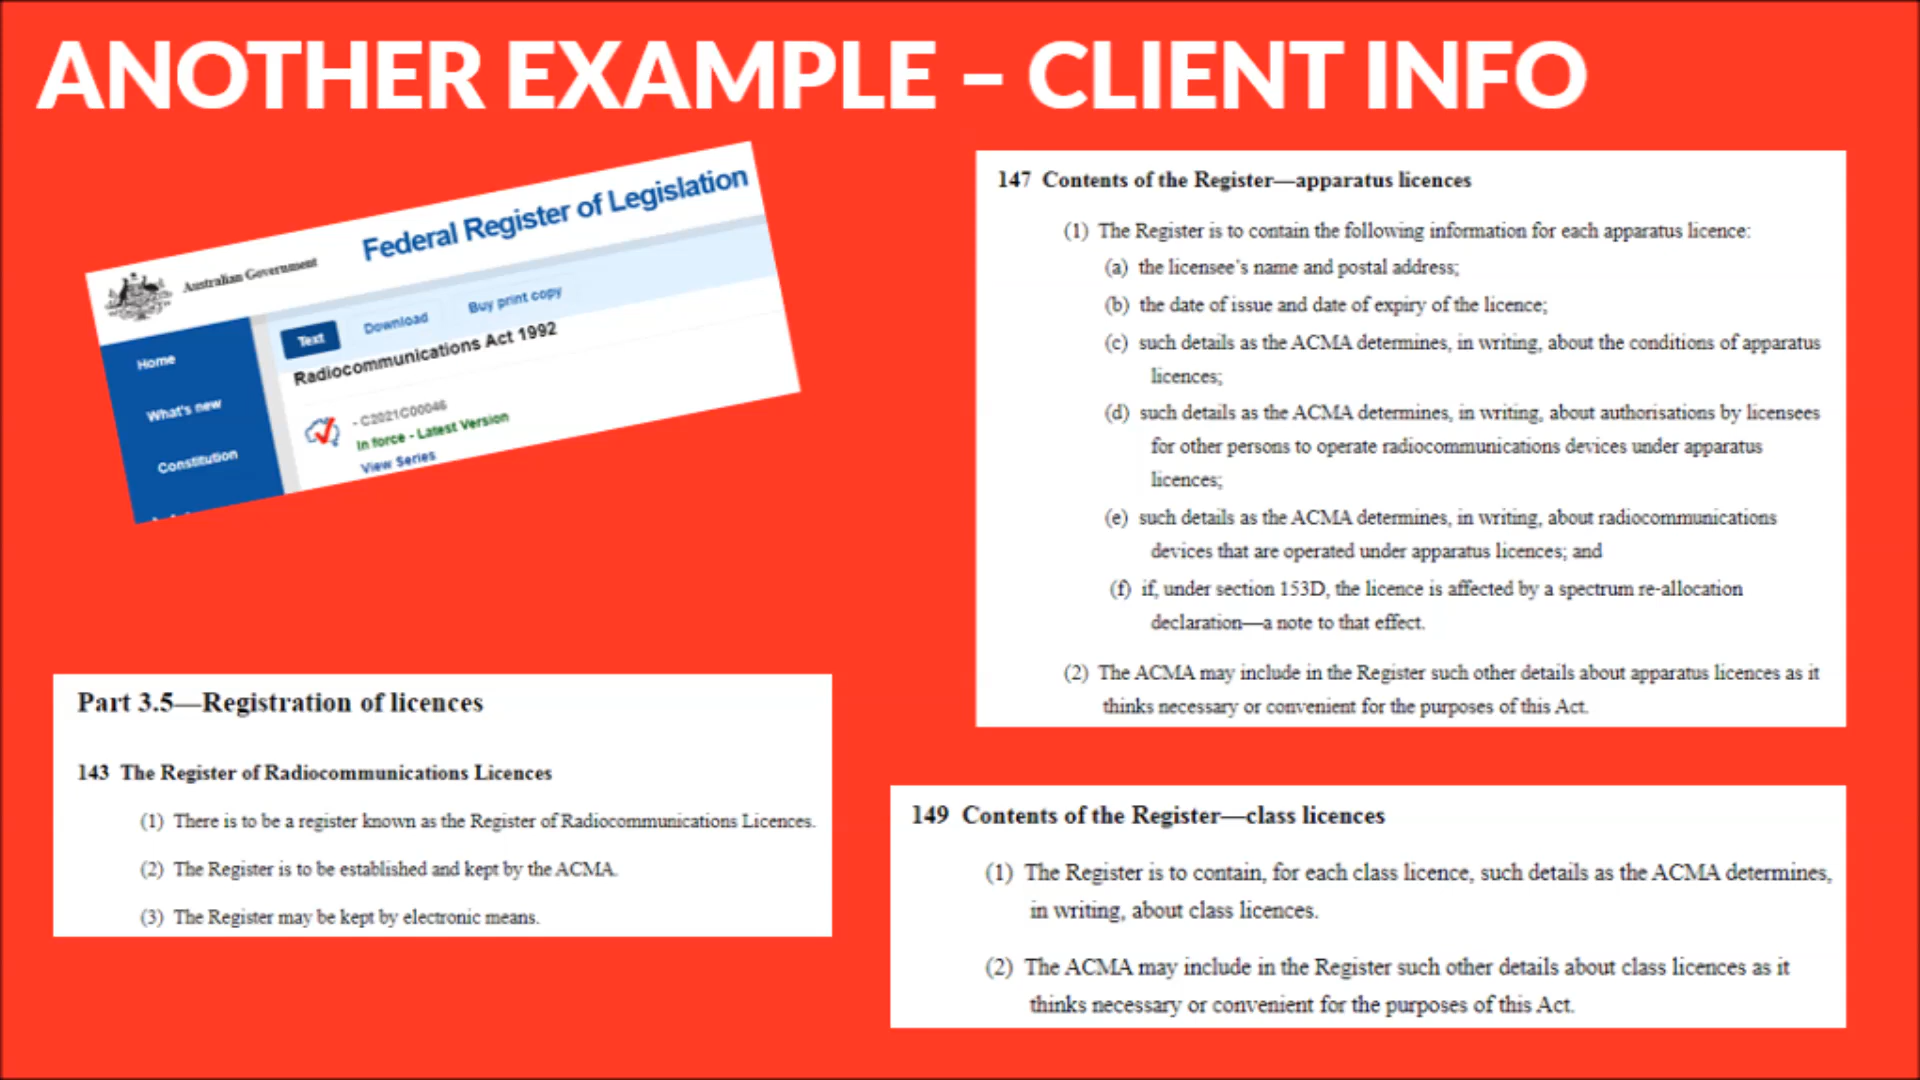 ANOTHER EXAMPLE – CLIENT INFO
Australian Government
Federal Register of Legislation
Home
What's new
Constitution
Text
Download
Buy print copy
Radiocommunications Act 1992
- C2021C00046
In force - Latest Version
View Series
Part 3.5—Registration of licences
143 The Register of Radiocommunications Licences
(1) There is to be a register known as the Register of Radiocommunications Licences.
(2) The Register is to be established and kept by the ACMA.
(3) The Register may be kept by electronic means.
147 Contents of the Register—apparatus licences
(1) The Register is to contain the following information for each apparatus licence:
(a) the licensee's name and postal address;
(b) the date of issue and date of expiry of the licence;
(c) such details as the ACMA determines, in writing, about the conditions of apparatus
licences;
(d) such details as the ACMA determines, in writing, about authorisations by licensees
for other persons to operate radiocommunications devices under apparatus
licences;
(e) such details as the ACMA determines, in writing, about radiocommunications
devices that are operated under apparatus licences; and
(f) if, under section 153D, the licence is affected by a spectrum re-allocation
declaration—a note to that effect.
(2) The ACMA may include in the Register such other details about apparatus licences as it
thinks necessary or convenient for the purposes of this Act.
149 Contents of the Register—class licences
(1) The Register is to contain, for each class licence, such details as the ACMA determines,
in writing, about class licences.
(2) The ACMA may include in the Register such other details about class licences as it
thinks necessary or convenient for the purposes of this Act.